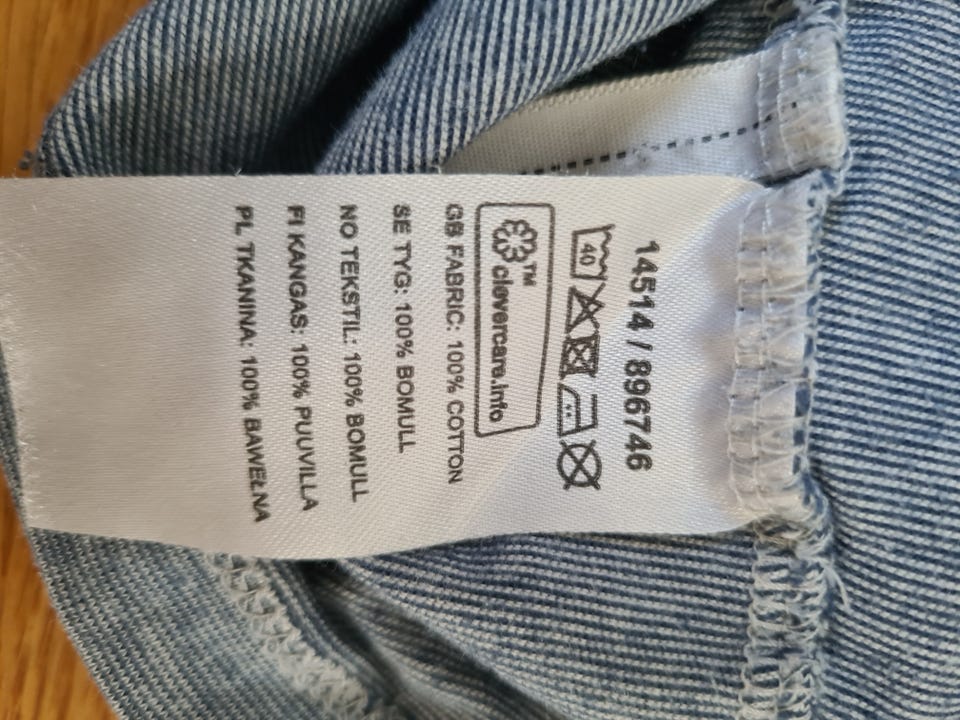 14514 / 896746
40
clevercare.info™
GB FABRIC: 100% COTTON
SE TYG: 100% BOMULL
NO TEKSTIL: 100% BOMULL
FI KANGAS: 100% PUUVILLA
PL TKANINA: 100% BAWEŁNA